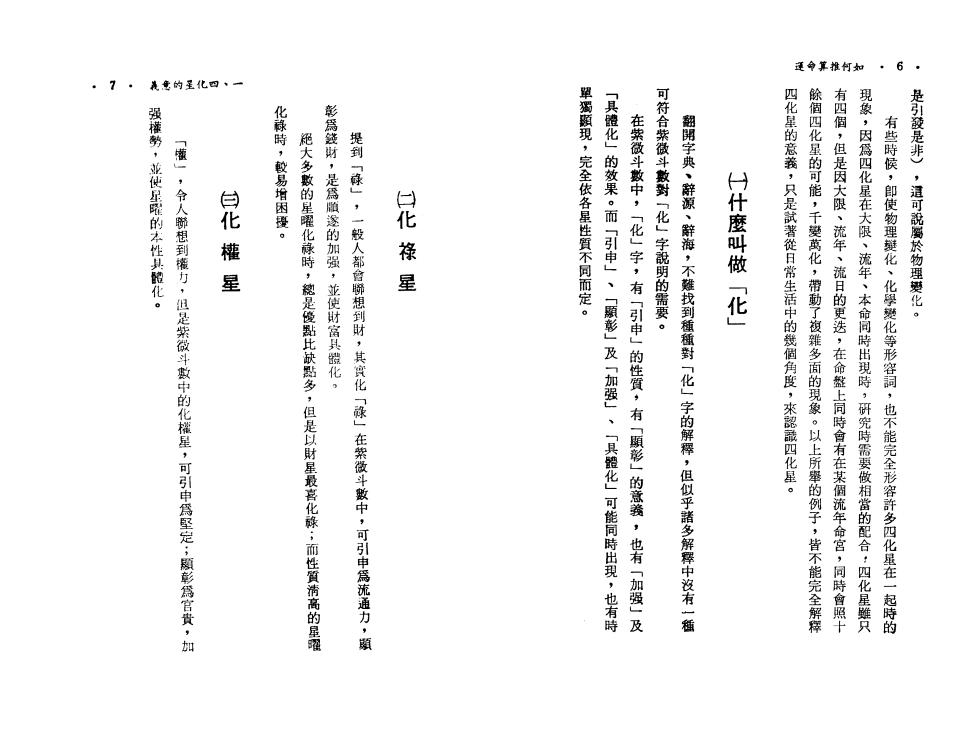 · 6 · 如何推算命運
是引發是非），這可說屬於物理變化。
有些時候，即使物理變化、化學變化等形容詞，也不能完全形容許多四化星在一起時的
現象，因爲四化星在大限、流年、本命同時出現時，研究時需要做相當的配合；四化星雖只
有四個，但是因大限、流年、流日的更迭，在命盤上同時會有在某個流年命宮，同時會照十
餘個四化星的可能，千變萬化，帶動了複雜多面的現象。以上所舉的例子，皆不能完全解釋
四化星的意義，只是試著從日常生活中的幾個角度，來認識四化星。
㈠什麼叫做「化」
翻開字典、辭源、辭海，不難找到種種對「化」字的解釋，但似乎諸多解釋中沒有一種
可符合紫微斗數對「化」字說明的需要。
在紫微斗數中，「化」字，有「引申」的性質，有「顯彰」的意義，也有「加强」及
「具體化」的效果。而「引申」、「顯彰」及「加强」、「具體化」可能同時出現，也有時
單獨顯現，完全依各星性質不同而定。
一、四化星的意義 · 7 ·
㈡化祿星
提到「祿」，一般人都會聯想到財，其實化「祿」在紫微斗數中，可引申爲流通力，顯
彰爲錢財，是爲順遂的加强，並使財富具體化。
絕大多數的星曜化祿時，總是優點比缺點多，但是以財星最喜化祿；而性質清高的星曜
化祿時，較易增困擾。
㈢化權星
「權」，令人聯想到權力，但是紫微斗數中的化權星，可引申爲堅定；顯彰爲官貴，加
强權勢，並使星曜的本性具體化。